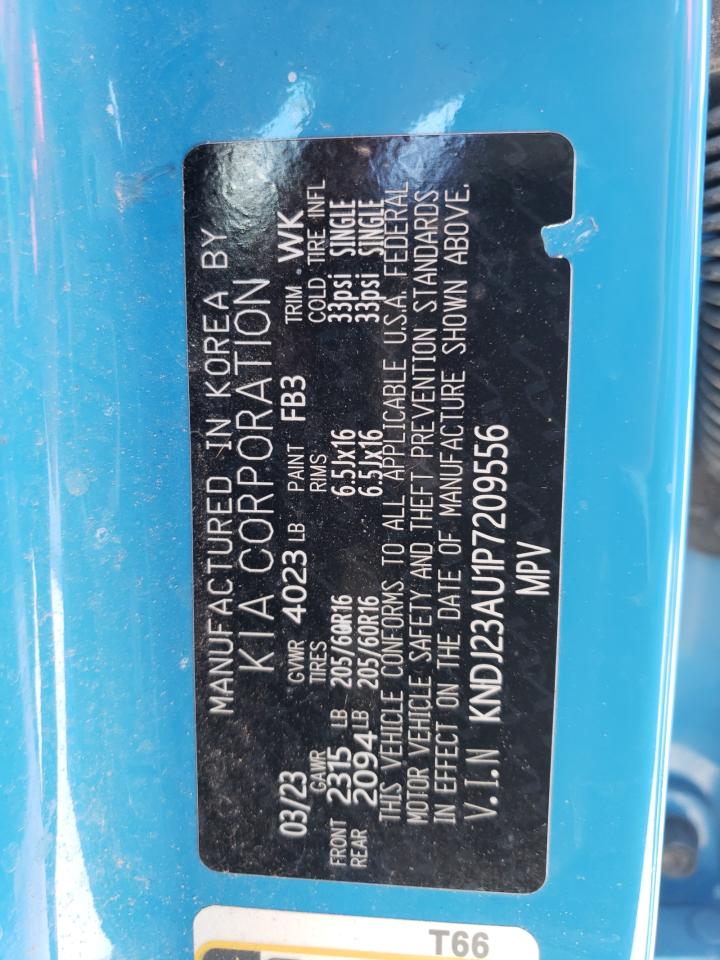 MANUFACTURED IN KOREA BY
KIA CORPORATION
03/23 GVWR 4023 LB PAINT FB3 TRIM WK
GAWR TIRES RIMS COLD TIRE INFL
FRONT 2315 LB 205/60R16 6.5Jx16 33psi SINGLE
REAR 2094 LB 205/60R16 6.5Jx16 33psi SINGLE
THIS VEHICLE CONFORMS TO ALL APPLICABLE U.S.A. FEDERAL
MOTOR VEHICLE SAFETY AND THEFT PREVENTION STANDARDS
IN EFFECT ON THE DATE OF MANUFACTURE SHOWN ABOVE.
V.I.N KNDJ23AU1P7209556
MPV
T66